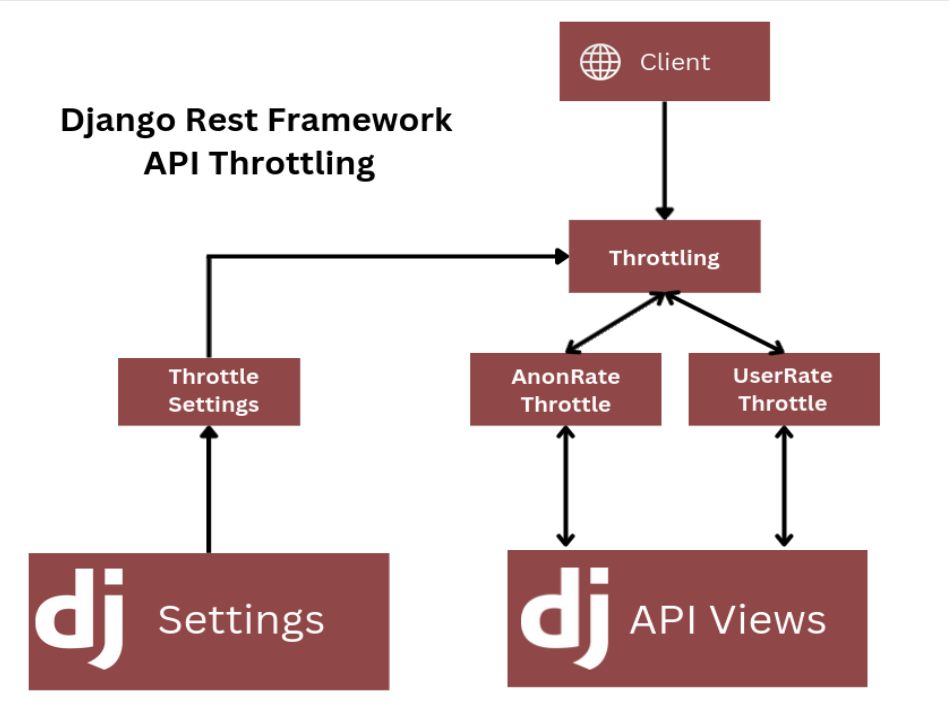 Client
Django Rest Framework
API Throttling
Throttling
Throttle
Settings
AnonRate
Throttle
UserRate
Throttle
dj Settings
dj API Views